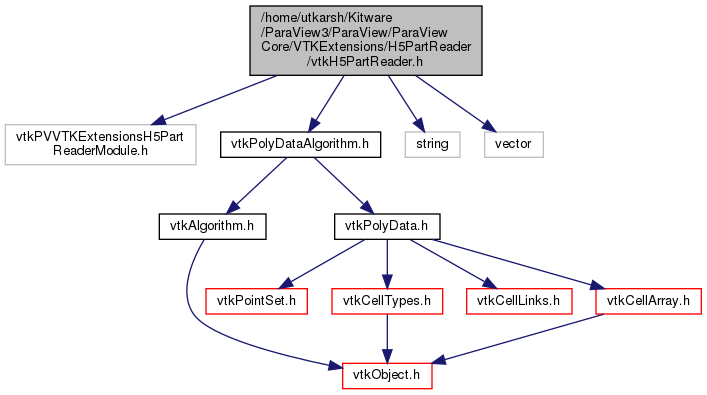 /home/utkarsh/Kitware
/ParaView3/ParaView/ParaView
Core/VTKExtensions/H5PartReader
/vtkH5PartReader.h
vtkPVVTKExtensionsH5Part
ReaderModule.h
vtkPolyDataAlgorithm.h
string
vector
vtkAlgorithm.h
vtkPolyData.h
vtkPointSet.h
vtkCellTypes.h
vtkCellLinks.h
vtkCellArray.h
vtkObject.h